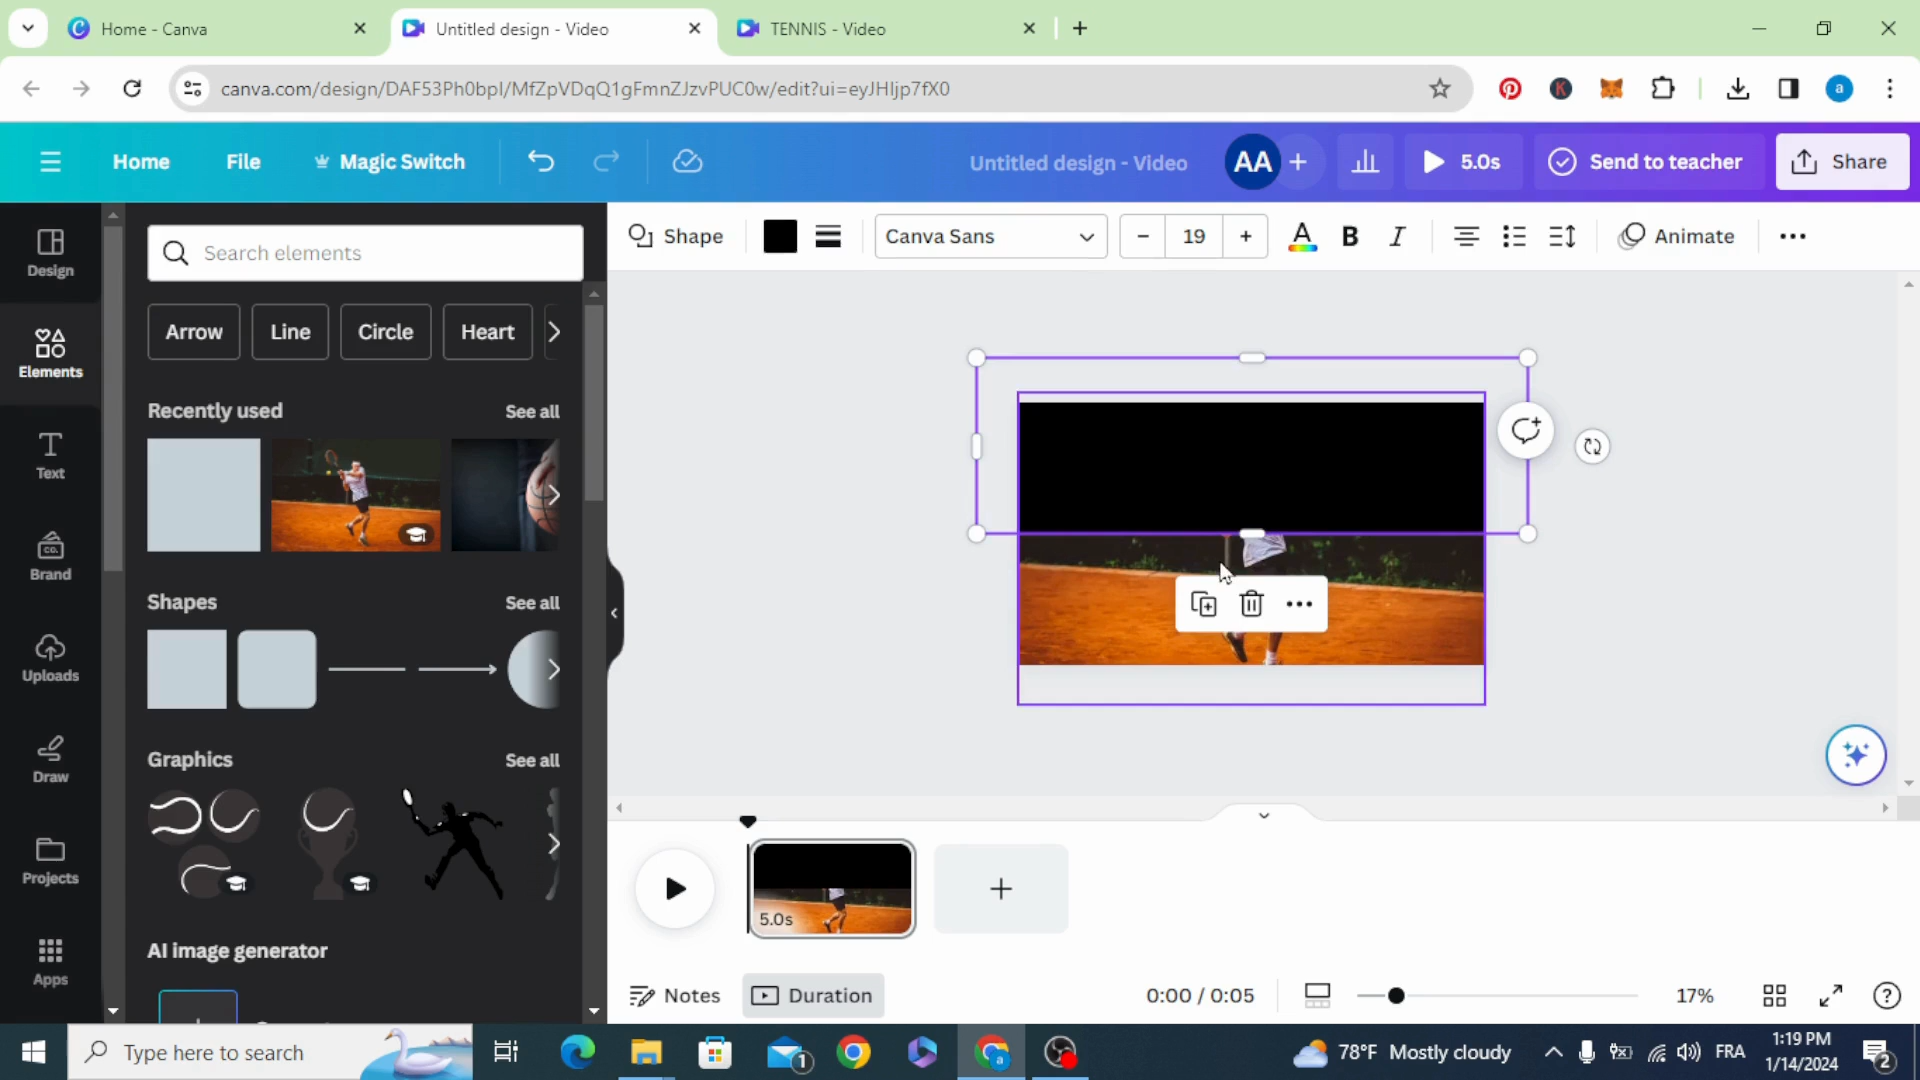 Home - Canva
Untitled design - Video
TENNIS - Video
canva.com/design/DAF53Ph0bpI/MfZpVDqQ1gFmnZJzvPUC0w/edit?ui=eyJHIjp7fX0
K
a
Home
File
Magic Switch
Untitled design - Video
AA
5.0s
Send to teacher
Share
Design
Elements
Text
Brand
Uploads
Draw
Projects
Apps
CO.
Search elements
Arrow
Line
Circle
Heart
Recently used
See all
Shapes
See all
Graphics
See all
AI image generator
Shape
Canva Sans
19
A
B
I
Animate
5.0s
Notes
Duration
0:00 / 0:05
17%
Type here to search
1
a
78°F Mostly cloudy
FRA
1:19 PM
1/14/2024
2